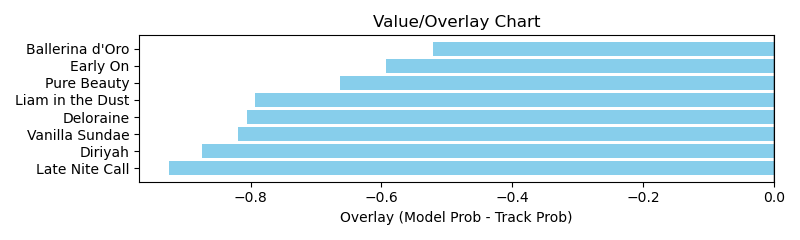 Value/Overlay Chart
Ballerina d'Oro
Early On
Pure Beauty
Liam in the Dust
Deloraine
Vanilla Sundae
Diriyah
Late Nite Call
−0.8 −0.6 −0.4 −0.2 0.0
Overlay (Model Prob - Track Prob)